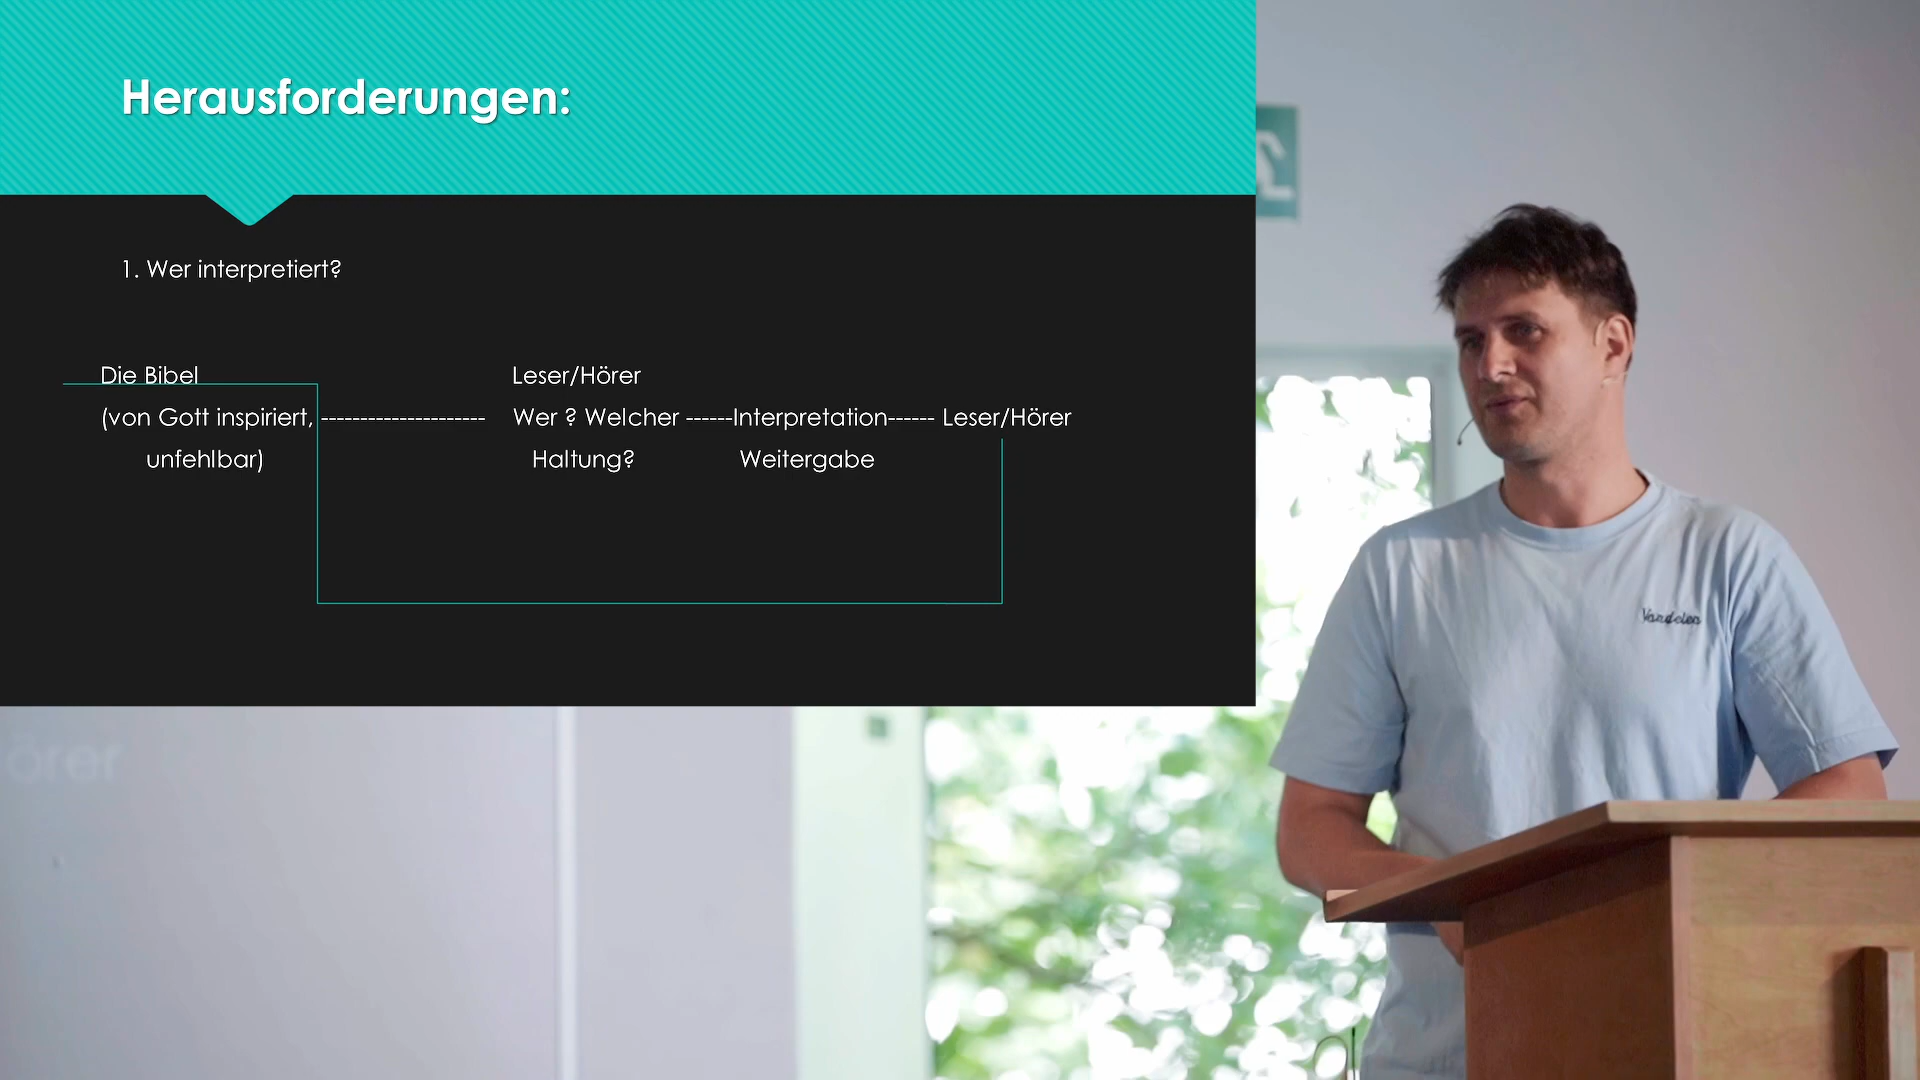 Herausforderungen:
1. Wer interpretiert?
Die Bibel Leser/Hörer
(von Gott inspiriert, --------------------- Wer ? Welcher ------Interpretation------ Leser/Hörer
unfehlbar) Haltung? Weitergabe
örer